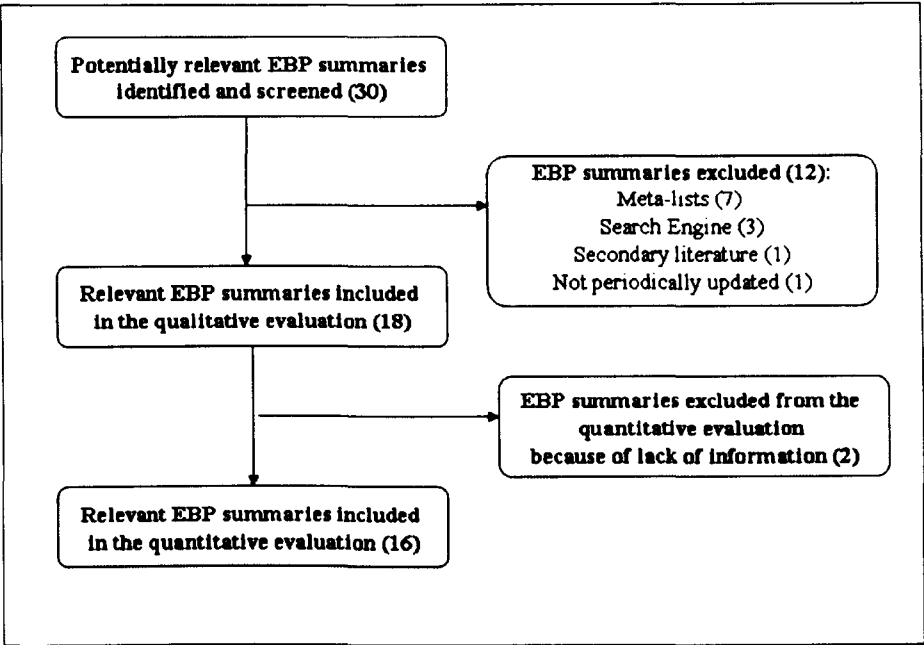 Potentially relevant EBP summaries
identified and screened (30)
EBP summaries excluded (12):
Meta-lists (7)
Search Engine (3)
Secondary literature (1)
Not periodically updated (1)
Relevant EBP summaries included
in the qualitative evaluation (18)
EBP summaries excluded from the
quantitative evaluation
because of lack of information (2)
Relevant EBP summaries included
in the quantitative evaluation (16)